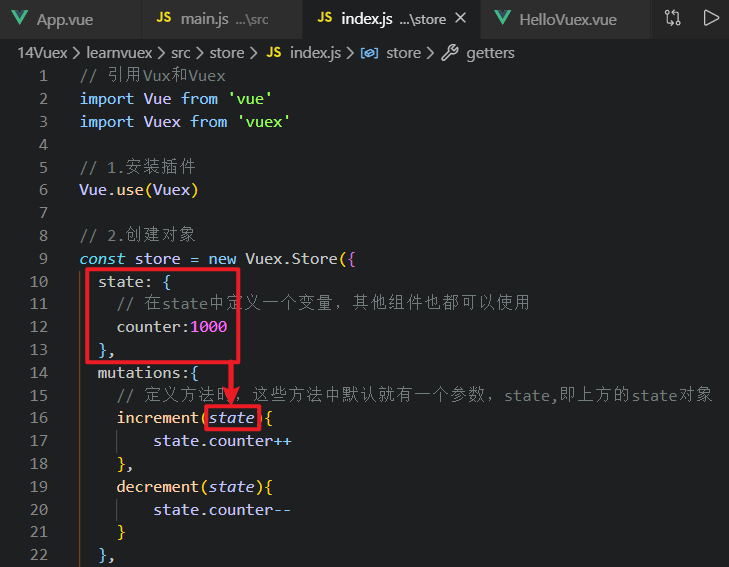 App.vue JS main.js ...\src JS index.js ...\store × HelloVuex.vue
14Vuex > learnvuex > src > store > JS index.js > store > getters
1 // 引用Vux和Vuex
2 import Vue from 'vue'
3 import Vuex from 'vuex'
4
5 // 1.安装插件
6 Vue.use(Vuex)
7
8 // 2.创建对象
9 const store = new Vuex.Store({
10 state: {
11 // 在state中定义一个变量，其他组件也都可以使用
12 counter:1000
13 },
14 mutations:{
15 // 定义方法时，这些方法中默认就有一个参数，state,即上方的state对象
16 increment(state){
17 state.counter++
18 },
19 decrement(state){
20 state.counter--
21 }
22 },